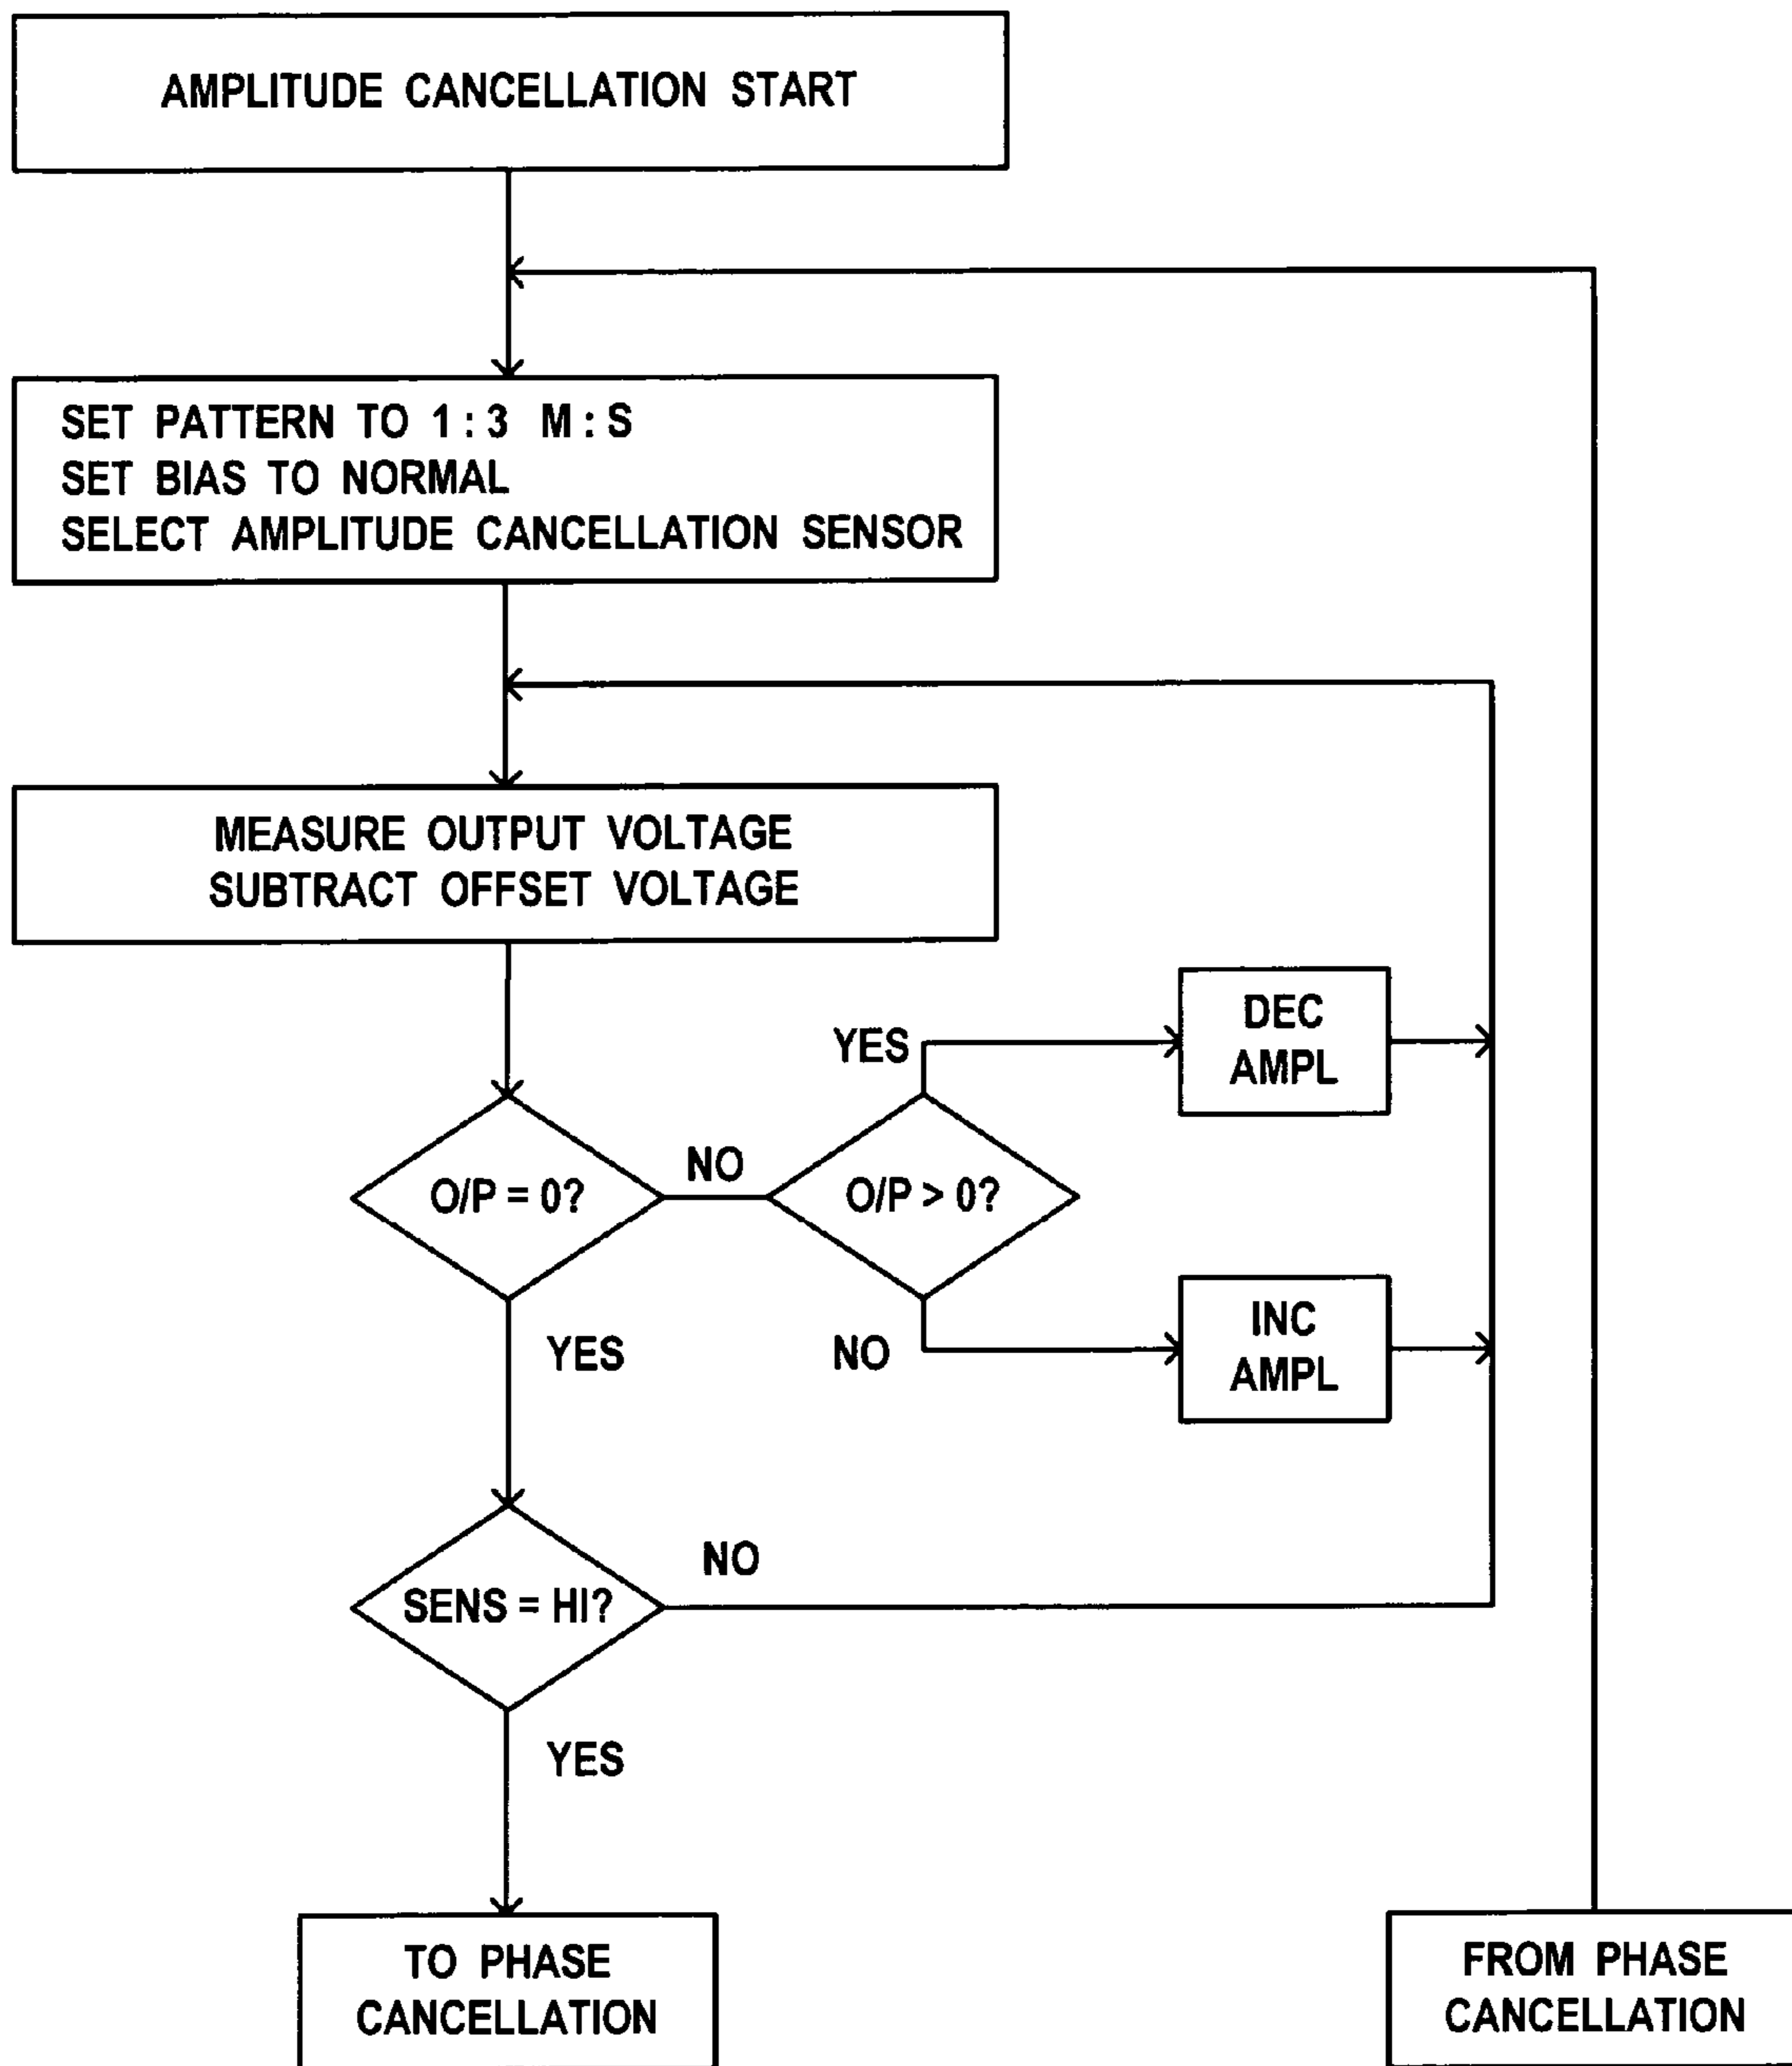 AMPLITUDE CANCELLATION START
SET PATTERN TO 1 : 3 M : S
SET BIAS TO NORMAL
SELECT AMPLITUDE CANCELLATION SENSOR
MEASURE OUTPUT VOLTAGE
SUBTRACT OFFSET VOLTAGE
DEC
AMPL
YES
O/P = 0?
NO
O/P > 0?
INC
AMPL
YES
NO
SENS = HI?
NO
YES
TO PHASE
CANCELLATION
FROM PHASE
CANCELLATION